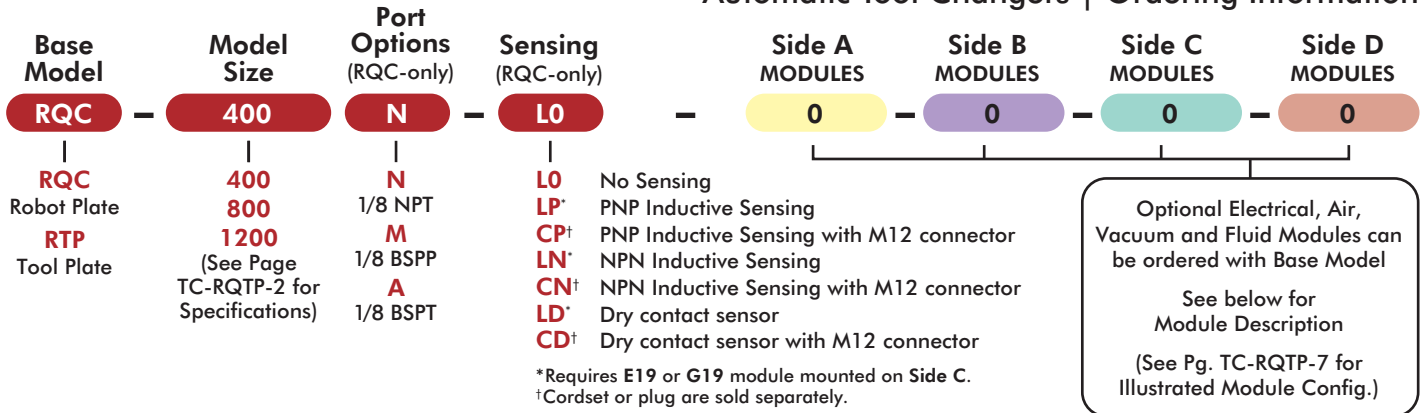 Automatic Tool Changers | Ordering Information
Base
Model
Model
Size
Port
Options
(RQC-only)
Sensing
(RQC-only)
Side A
MODULES
Side B
MODULES
Side C
MODULES
Side D
MODULES
RQC – 400 N – L0 – 0 – 0 – 0 – 0
RQC
Robot Plate
RTP
Tool Plate
400
800
1200
(See Page
TC-RQTP-2 for
Specifications)
N
1/8 NPT
M
1/8 BSPP
A
1/8 BSPT
L0 No Sensing
LP* PNP Inductive Sensing
CP† PNP Inductive Sensing with M12 connector
LN* NPN Inductive Sensing
CN† NPN Inductive Sensing with M12 connector
LD* Dry contact sensor
CD† Dry contact sensor with M12 connector
*Requires E19 or G19 module mounted on Side C.
†Cordset or plug are sold separately.
Optional Electrical, Air,
Vacuum and Fluid Modules can
be ordered with Base Model
See below for
Module Description
(See Pg. TC-RQTP-7 for
Illustrated Module Config.)